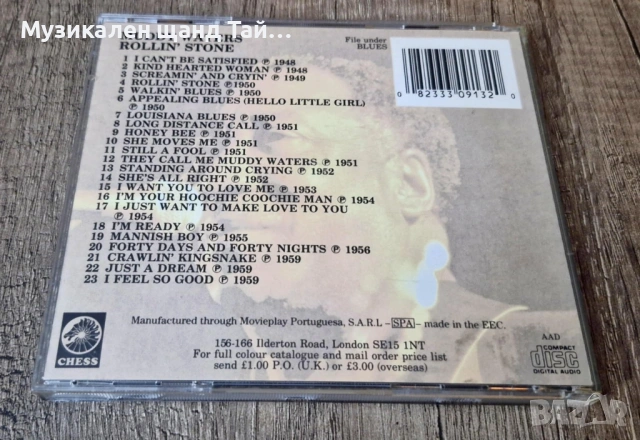 Музикален щанд Тай...
ERS
ROLLIN' STONE
File under
BLUES
1 I CAN'T BE SATISFIED ℗ 1948
2 KIND HEARTED WOMAN ℗ 1948
3 SCREAMIN' AND CRYIN' ℗ 1949
4 ROLLIN' STONE ℗1950
5 WALKIN' BLUES ℗ 1950
6 APPEALING BLUES (HELLO LITTLE GIRL)
℗ 1950
7 LOUISIANA BLUES ℗ 1950
8 LONG DISTANCE CALL ℗ 1951
9 HONEY BEE ℗ 1951
10 SHE MOVES ME ℗ 1951
11 STILL A FOOL ℗ 1951
12 THEY CALL ME MUDDY WATERS ℗ 1951
13 STANDING AROUND CRYING ℗ 1952
14 SHE'S ALL RIGHT ℗ 1952
15 I WANT YOU TO LOVE ME ℗ 1953
16 I'M YOUR HOOCHIE COOCHIE MAN ℗ 1954
17 I JUST WANT TO MAKE LOVE TO YOU
℗ 1954
18 I'M READY ℗ 1954
19 MANNISH BOY ℗ 1955
20 FORTY DAYS AND FORTY NIGHTS ℗ 1956
21 CRAWLIN' KINGSNAKE ℗ 1959
22 JUST A DREAM ℗ 1959
23 I FEEL SO GOOD ℗ 1959
0 82333 09132 0
Manufactured through Movieplay Portuguesa, S.A.R.L - SPA - made in the EEC.
156-166 Ilderton Road, London SE15 1NT
For full colour catalogue and mail order price list
send £1.00 P.O. (U.K.) or £3.00 (overseas)
CHESS
AAD
COMPACT
disc
DIGITAL AUDIO
bazar